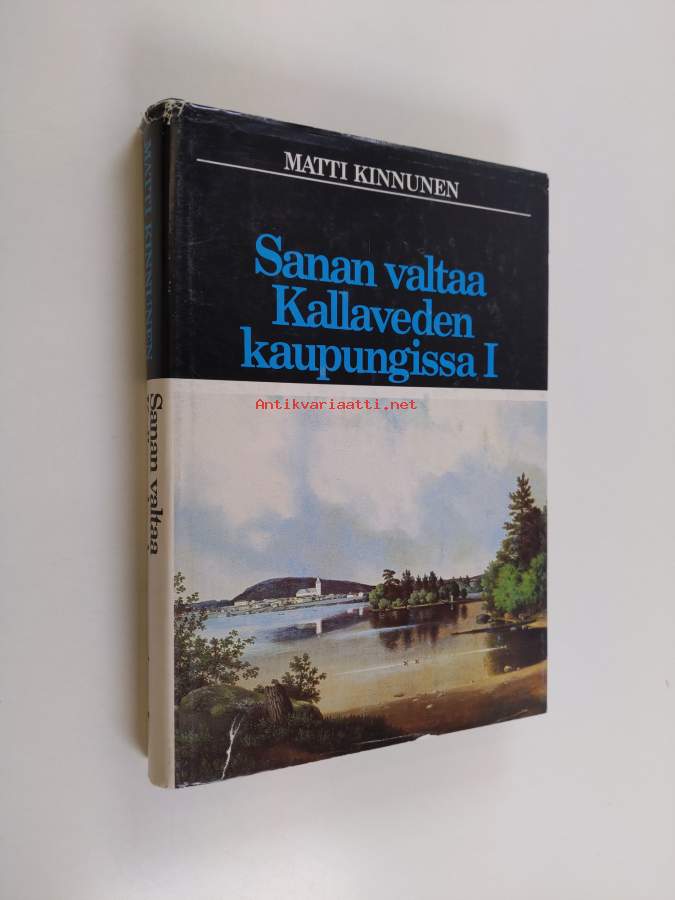 MATTI KINNUNEN
Sanan valtaa
Kallaveden
kaupungissa I
Antikvariaatti.net
MATTI KINNUNEN
Sanan valtaa